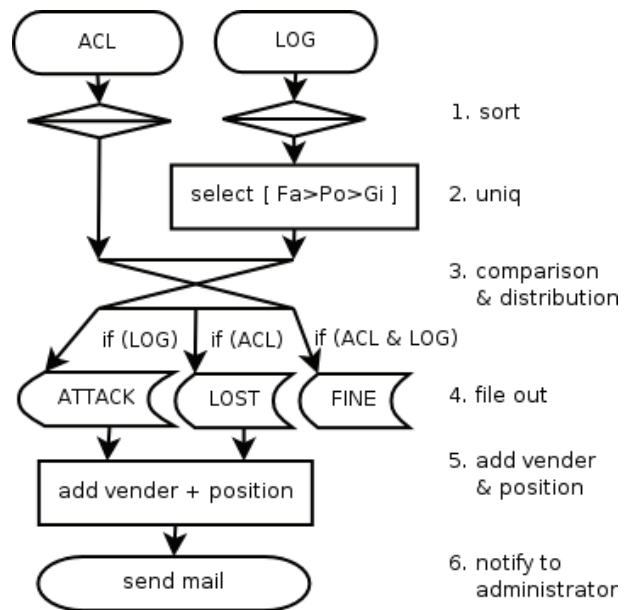 ACL
LOG
1. sort
select [ Fa>Po>Gi ]
2. uniq
3. comparison
& distribution
if (LOG)
if (ACL)
if (ACL & LOG)
ATTACK
LOST
FINE
4. file out
add vender + position
5. add vender
& position
send mail
6. notify to
administrator